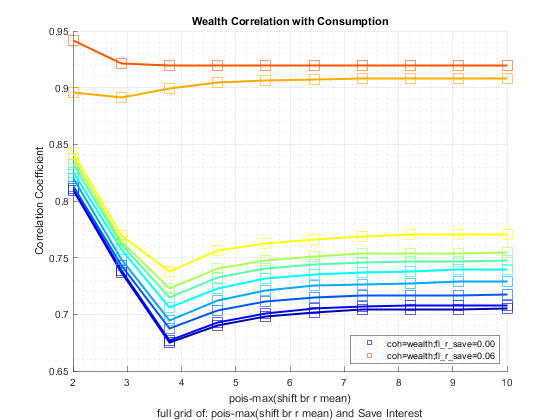 Wealth Correlation with Consumption
Correlation Coefficient
0.95
0.9
0.85
0.8
0.75
0.7
0.65
2 3 4 5 6 7 8 9 10
coh=wealth;fl_r_save=0.00
coh=wealth;fl_r_save=0.06
pois-max(shift br r mean)
full grid of: pois-max(shift br r mean) and Save Interest